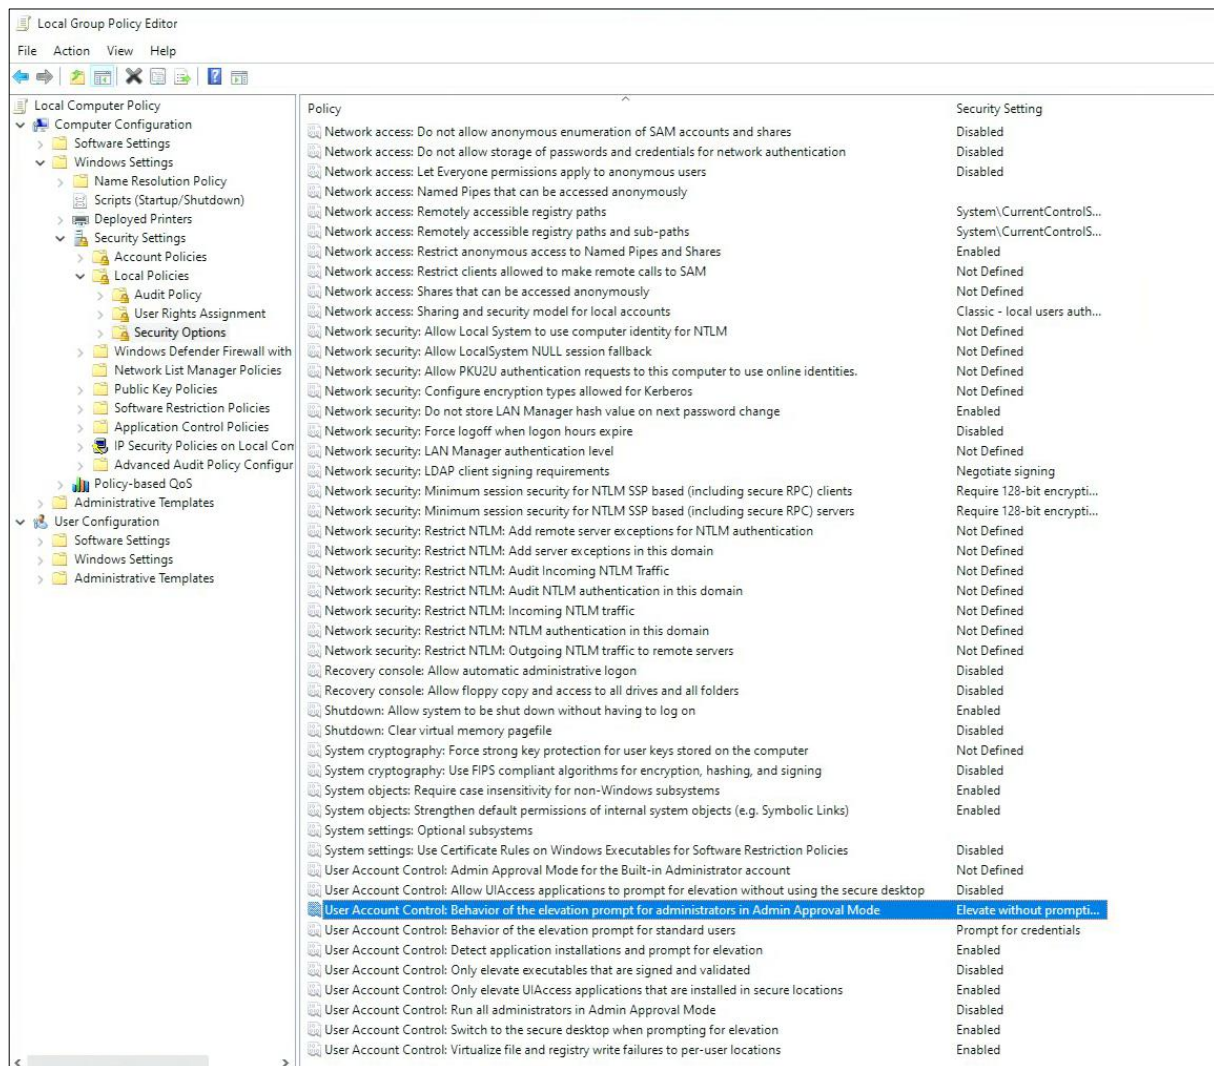 Local Group Policy Editor
File Action View Help
Local Computer Policy
Computer Configuration
Software Settings
Windows Settings
Name Resolution Policy
Scripts (Startup/Shutdown)
Deployed Printers
Security Settings
Account Policies
Local Policies
Audit Policy
User Rights Assignment
Security Options
Windows Defender Firewall with
Network List Manager Policies
Public Key Policies
Software Restriction Policies
Application Control Policies
IP Security Policies on Local Com
Advanced Audit Policy Configur
Policy-based QoS
Administrative Templates
User Configuration
Software Settings
Windows Settings
Administrative Templates
Policy Security Setting
Network access: Do not allow anonymous enumeration of SAM accounts and shares Disabled
Network access: Do not allow storage of passwords and credentials for network authentication Disabled
Network access: Let Everyone permissions apply to anonymous users Disabled
Network access: Named Pipes that can be accessed anonymously
Network access: Remotely accessible registry paths System\CurrentControlS...
Network access: Remotely accessible registry paths and sub-paths System\CurrentControlS...
Network access: Restrict anonymous access to Named Pipes and Shares Enabled
Network access: Restrict clients allowed to make remote calls to SAM Not Defined
Network access: Shares that can be accessed anonymously Not Defined
Network access: Sharing and security model for local accounts Classic - local users auth...
Network security: Allow Local System to use computer identity for NTLM Not Defined
Network security: Allow LocalSystem NULL session fallback Not Defined
Network security: Allow PKU2U authentication requests to this computer to use online identities. Not Defined
Network security: Configure encryption types allowed for Kerberos Not Defined
Network security: Do not store LAN Manager hash value on next password change Enabled
Network security: Force logoff when logon hours expire Disabled
Network security: LAN Manager authentication level Not Defined
Network security: LDAP client signing requirements Negotiate signing
Network security: Minimum session security for NTLM SSP based (including secure RPC) clients Require 128-bit encrypti...
Network security: Minimum session security for NTLM SSP based (including secure RPC) servers Require 128-bit encrypti...
Network security: Restrict NTLM: Add remote server exceptions for NTLM authentication Not Defined
Network security: Restrict NTLM: Add server exceptions in this domain Not Defined
Network security: Restrict NTLM: Audit Incoming NTLM Traffic Not Defined
Network security: Restrict NTLM: Audit NTLM authentication in this domain Not Defined
Network security: Restrict NTLM: Incoming NTLM traffic Not Defined
Network security: Restrict NTLM: NTLM authentication in this domain Not Defined
Network security: Restrict NTLM: Outgoing NTLM traffic to remote servers Not Defined
Recovery console: Allow automatic administrative logon Disabled
Recovery console: Allow floppy copy and access to all drives and all folders Disabled
Shutdown: Allow system to be shut down without having to log on Enabled
Shutdown: Clear virtual memory pagefile Disabled
System cryptography: Force strong key protection for user keys stored on the computer Not Defined
System cryptography: Use FIPS compliant algorithms for encryption, hashing, and signing Disabled
System objects: Require case insensitivity for non-Windows subsystems Enabled
System objects: Strengthen default permissions of internal system objects (e.g. Symbolic Links) Enabled
System settings: Optional subsystems
System settings: Use Certificate Rules on Windows Executables for Software Restriction Policies Disabled
User Account Control: Admin Approval Mode for the Built-in Administrator account Not Defined
User Account Control: Allow UIAccess applications to prompt for elevation without using the secure desktop Disabled
User Account Control: Behavior of the elevation prompt for administrators in Admin Approval Mode Elevate without prompti...
User Account Control: Behavior of the elevation prompt for standard users Prompt for credentials
User Account Control: Detect application installations and prompt for elevation Enabled
User Account Control: Only elevate executables that are signed and validated Disabled
User Account Control: Only elevate UIAccess applications that are installed in secure locations Enabled
User Account Control: Run all administrators in Admin Approval Mode Disabled
User Account Control: Switch to the secure desktop when prompting for elevation Enabled
User Account Control: Virtualize file and registry write failures to per-user locations Enabled